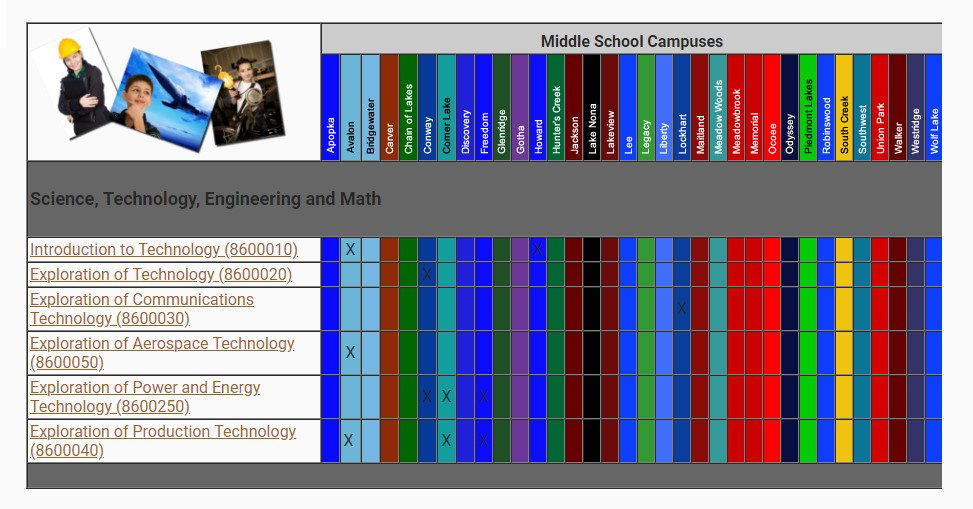 Middle School Campuses
Apopka
Avalon
Bridgewater
Carver
Chain of Lakes
Conway
Corner Lake
Discovery
Freedom
Glenridge
Gotha
Howard
Hunter's Creek
Jackson
Lake Nona
Lakeview
Lee
Legacy
Liberty
Lockhart
Maitland
Meadow Woods
Meadowbrook
Memorial
Ocoee
Odyssey
Piedmont Lakes
Robinswood
South Creek
Southwest
Union Park
Walker
Westridge
Wolf Lake
Science, Technology, Engineering and Math
Introduction to Technology (8600010) X X
Exploration of Technology (8600020) X
Exploration of Communications
Technology (8600030) X
Exploration of Aerospace Technology
(8600050) X
Exploration of Power and Energy
Technology (8600250) X X X
Exploration of Production Technology
(8600040) X X X